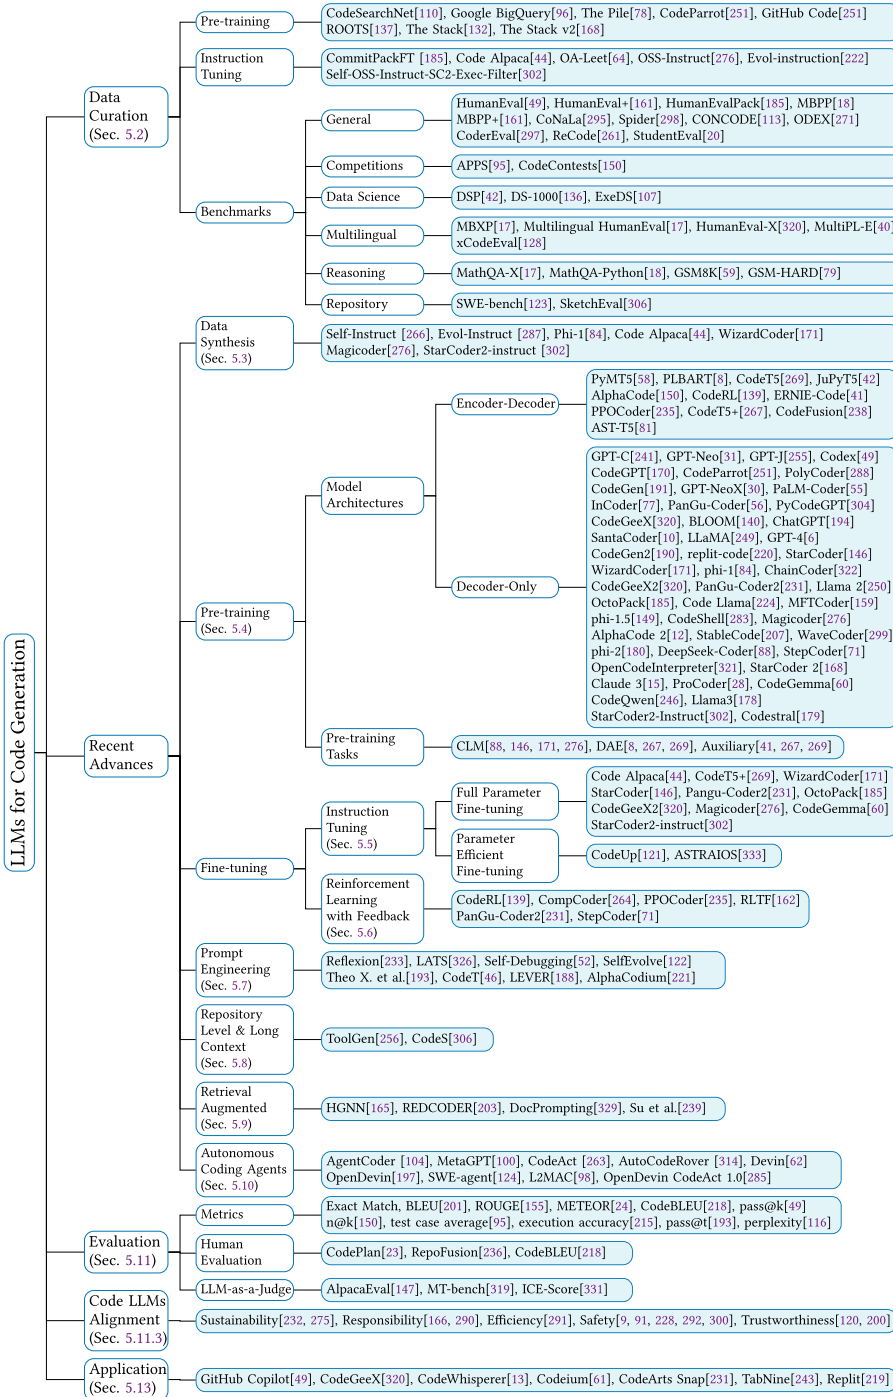 LLMs for Code Generation
Data
Curation
(Sec. 5.2)
Pre-training
CodeSearchNet[110], Google BigQuery[96], The Pile[78], CodeParrot[251], GitHub Code[251]
ROOTS[137], The Stack[132], The Stack v2[168]
Instruction
Tuning
CommitPackFT [185], Code Alpaca[44], OA-Leet[64], OSS-Instruct[276], Evol-instruction[222]
Self-OSS-Instruct-SC2-Exec-Filter[302]
Benchmarks
General
HumanEval[49], HumanEval+[161], HumanEvalPack[185], MBPP[18]
MBPP+[161], CoNaLa[295], Spider[298], CONCODE[113], ODEX[271]
CoderEval[297], ReCode[261], StudentEval[20]
Competitions
APPS[95], CodeContests[150]
Data Science
DSP[42], DS-1000[136], ExeDS[107]
Multilingual
MBXP[17], Multilingual HumanEval[17], HumanEval-X[320], MultiPL-E[40]
xCodeEval[128]
Reasoning
MathQA-X[17], MathQA-Python[18], GSM8K[59], GSM-HARD[79]
Repository
SWE-bench[123], SketchEval[306]
Recent
Advances
Data
Synthesis
(Sec. 5.3)
Self-Instruct [266], Evol-Instruct [287], Phi-1[84], Code Alpaca[44], WizardCoder[171]
Magicoder[276], StarCoder2-instruct [302]
Pre-training
(Sec. 5.4)
Model
Architectures
Encoder-Decoder
PyMT5[58], PLBART[8], CodeT5[269], JuPyT5[42]
AlphaCode[150], CodeRL[139], ERNIE-Code[41]
PPOCoder[235], CodeT5+[267], CodeFusion[238]
AST-T5[81]
Decoder-Only
GPT-C[241], GPT-Neo[31], GPT-J[255], Codex[49]
CodeGPT[170], CodeParrot[251], PolyCoder[288]
CodeGen[191], GPT-NeoX[30], PaLM-Coder[55]
InCoder[77], PanGu-Coder[56], PyCodeGPT[304]
CodeGeeX[320], BLOOM[140], ChatGPT[194]
SantaCoder[10], LLaMA[249], GPT-4[6]
CodeGen2[190], replit-code[220], StarCoder[146]
WizardCoder[171], phi-1[84], ChainCoder[322]
CodeGeeX2[320], PanGu-Coder2[231], Llama 2[250]
OctoPack[185], Code Llama[224], MFTCoder[159]
phi-1.5[149], CodeShell[283], Magicoder[276]
AlphaCode 2[12], StableCode[207], WaveCoder[299]
phi-2[180], DeepSeek-Coder[88], StepCoder[71]
OpenCodeInterpreter[321], StarCoder 2[168]
Claude 3[15], ProCoder[28], CodeGemma[60]
CodeQwen[246], Llama3[178]
StarCoder2-Instruct[302], Codestral[179]
Pre-training
Tasks
CLM[88, 146, 171, 276], DAE[8, 267, 269], Auxiliary[41, 267, 269]
Fine-tuning
Instruction
Tuning
(Sec. 5.5)
Full Parameter
Fine-tuning
Code Alpaca[44], CodeT5+[269], WizardCoder[171]
StarCoder[146], Pangu-Coder2[231], OctoPack[185]
CodeGeeX2[320], Magicoder[276], CodeGemma[60]
StarCoder2-instruct[302]
Parameter
Efficient
Fine-tuning
CodeUp[121], ASTRAIOS[333]
Reinforcement
Learning
with Feedback
(Sec. 5.6)
CodeRL[139], CompCoder[264], PPOCoder[235], RLTF[162]
PanGu-Coder2[231], StepCoder[71]
Prompt
Engineering
(Sec. 5.7)
Reflexion[233], LATS[326], Self-Debugging[52], SelfEvolve[122]
Theo X. et al.[193], CodeT[46], LEVER[188], AlphaCodium[221]
Repository
Level & Long
Context
(Sec. 5.8)
ToolGen[256], CodeS[306]
Retrieval
Augmented
(Sec. 5.9)
HGNN[165], REDCODER[203], DocPrompting[329], Su et al.[239]
Autonomous
Coding Agents
(Sec. 5.10)
AgentCoder [104], MetaGPT[100], CodeAct [263], AutoCodeRover [314], Devin[62]
OpenDevin[197], SWE-agent[124], L2MAC[98], OpenDevin CodeAct 1.0[285]
Evaluation
(Sec. 5.11)
Metrics
Exact Match, BLEU[201], ROUGE[155], METEOR[24], CodeBLEU[218], pass@k[49]
n@k[150], test case average[95], execution accuracy[215], pass@t[193], perplexity[116]
Human
Evaluation
CodePlan[23], RepoFusion[236], CodeBLEU[218]
LLM-as-a-Judge
AlpacaEval[147], MT-bench[319], ICE-Score[331]
Code LLMs
Alignment
(Sec. 5.11.3)
Sustainability[232, 275], Responsibility[166, 290], Efficiency[291], Safety[9, 91, 228, 292, 300], Trustworthiness[120, 200]
Application
(Sec. 5.13)
GitHub Copilot[49], CodeGeeX[320], CodeWhisperer[13], Codeium[61], CodeArts Snap[231], TabNine[243], Replit[219]